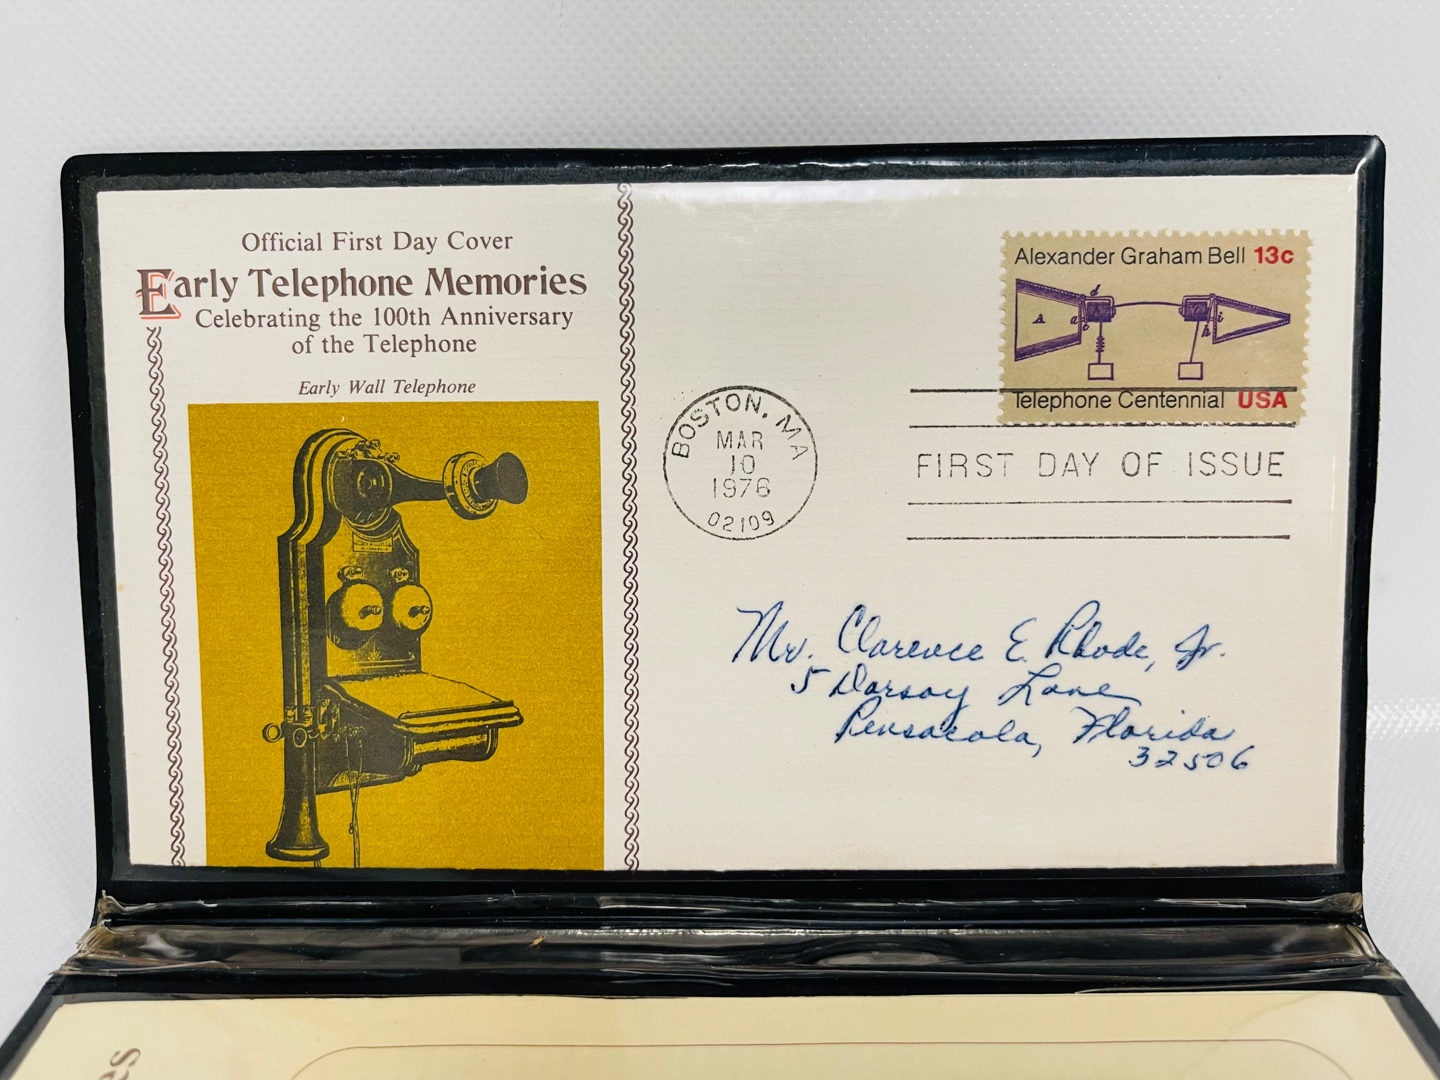 Official First Day Cover
Early Telephone Memories
Celebrating the 100th Anniversary
of the Telephone
Early Wall Telephone
Alexander Graham Bell 13c
A
a
d
c
h
i
Telephone Centennial USA
BOSTON, MA
MAR
10
1976
02109
FIRST DAY OF ISSUE
Mr. Clarence E. Rhode, Jr.
5 Dorsay Lane
Pensacola, Florida
32506
es